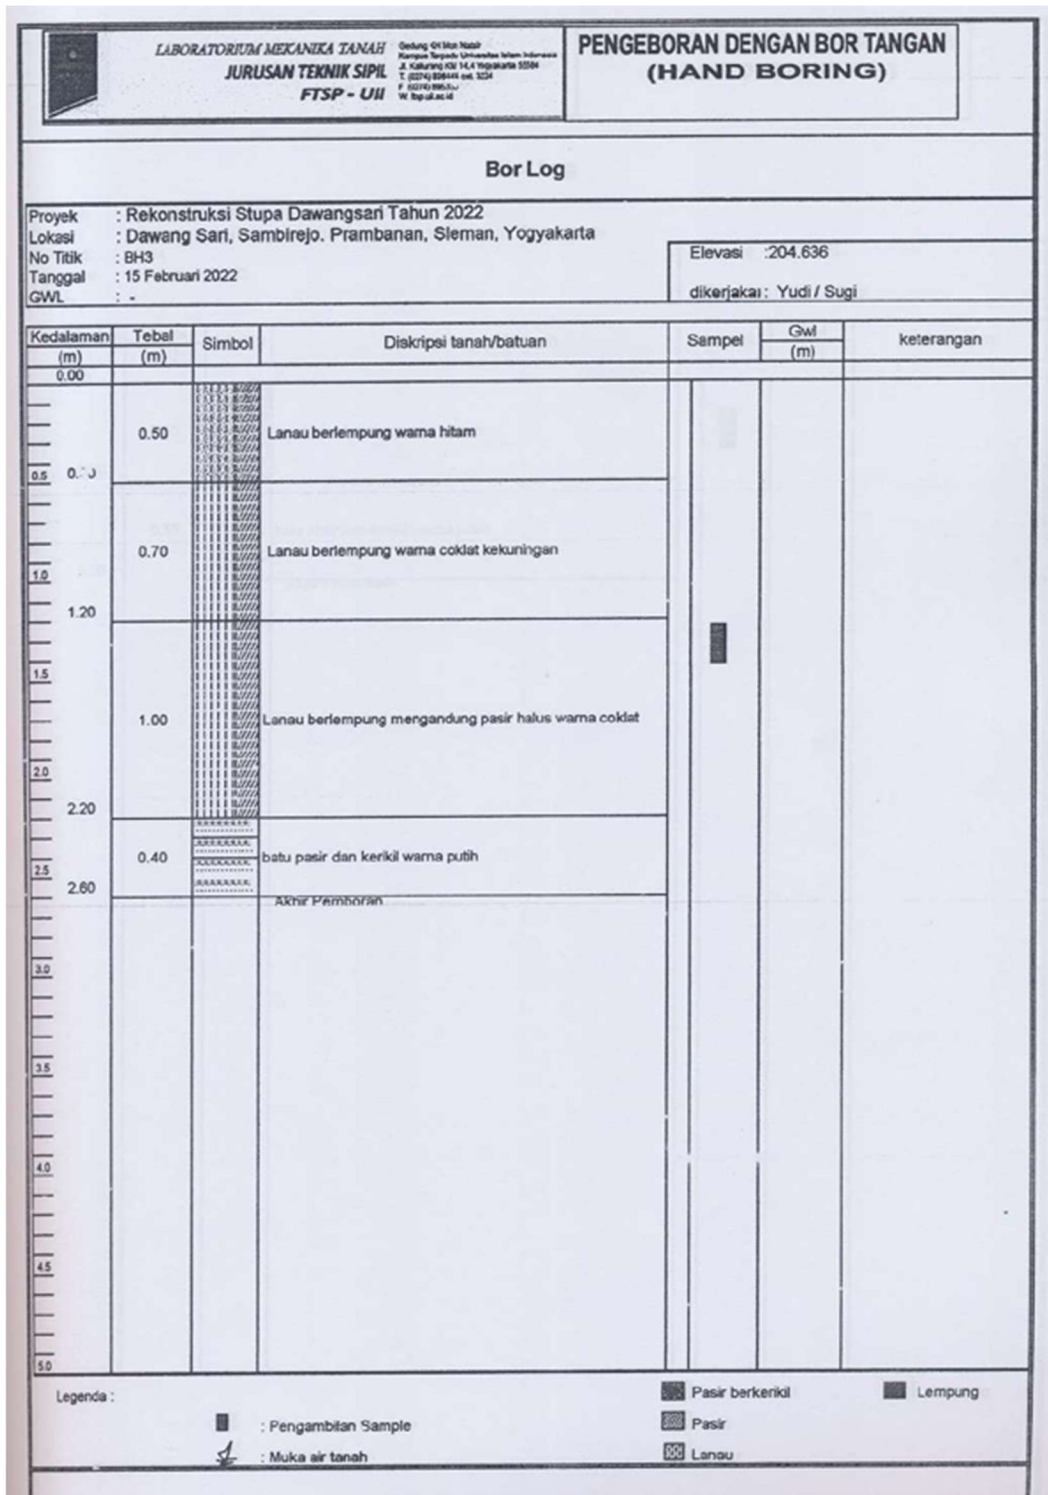 LABORATORIUM MEKANIKA TANAH
JURUSAN TEKNIK SIPIL
FTSP - UII
Kampus Terpadu Universitas Islam Indonesia
PENGEBORAN DENGAN BOR TANGAN
(HAND BORING)
Bor Log
Proyek : Rekonstruksi Stupa Dawangsari Tahun 2022
Lokasi : Dawang Sari, Sambirejo. Prambanan, Sleman, Yogyakarta
No Titik : BH3
Tanggal : 15 Februari 2022
GWL : -
Elevasi :204.636
dikerjakai: Yudi / Sugi
Kedalaman (m) Tebal (m) Simbol Diskripsi tanah/batuan Sampel Gwl (m) keterangan
0.00
0.50 Lanau berlempung warna hitam
0.5
0.70 Lanau berlempung warna coklat kekuningan
1.0
1.20
1.5
1.00 Lanau berlempung mengandung pasir halus warna coklat
2.0
2.20
0.40 batu pasir dan kerikil warna putih
2.5
2.60
Akhir Pemboran
3.0
3.5
4.0
4.5
5.0
Legenda :
: Pengambilan Sample
: Muka air tanah
Pasir berkerikil
Pasir
Lanau
Lempung